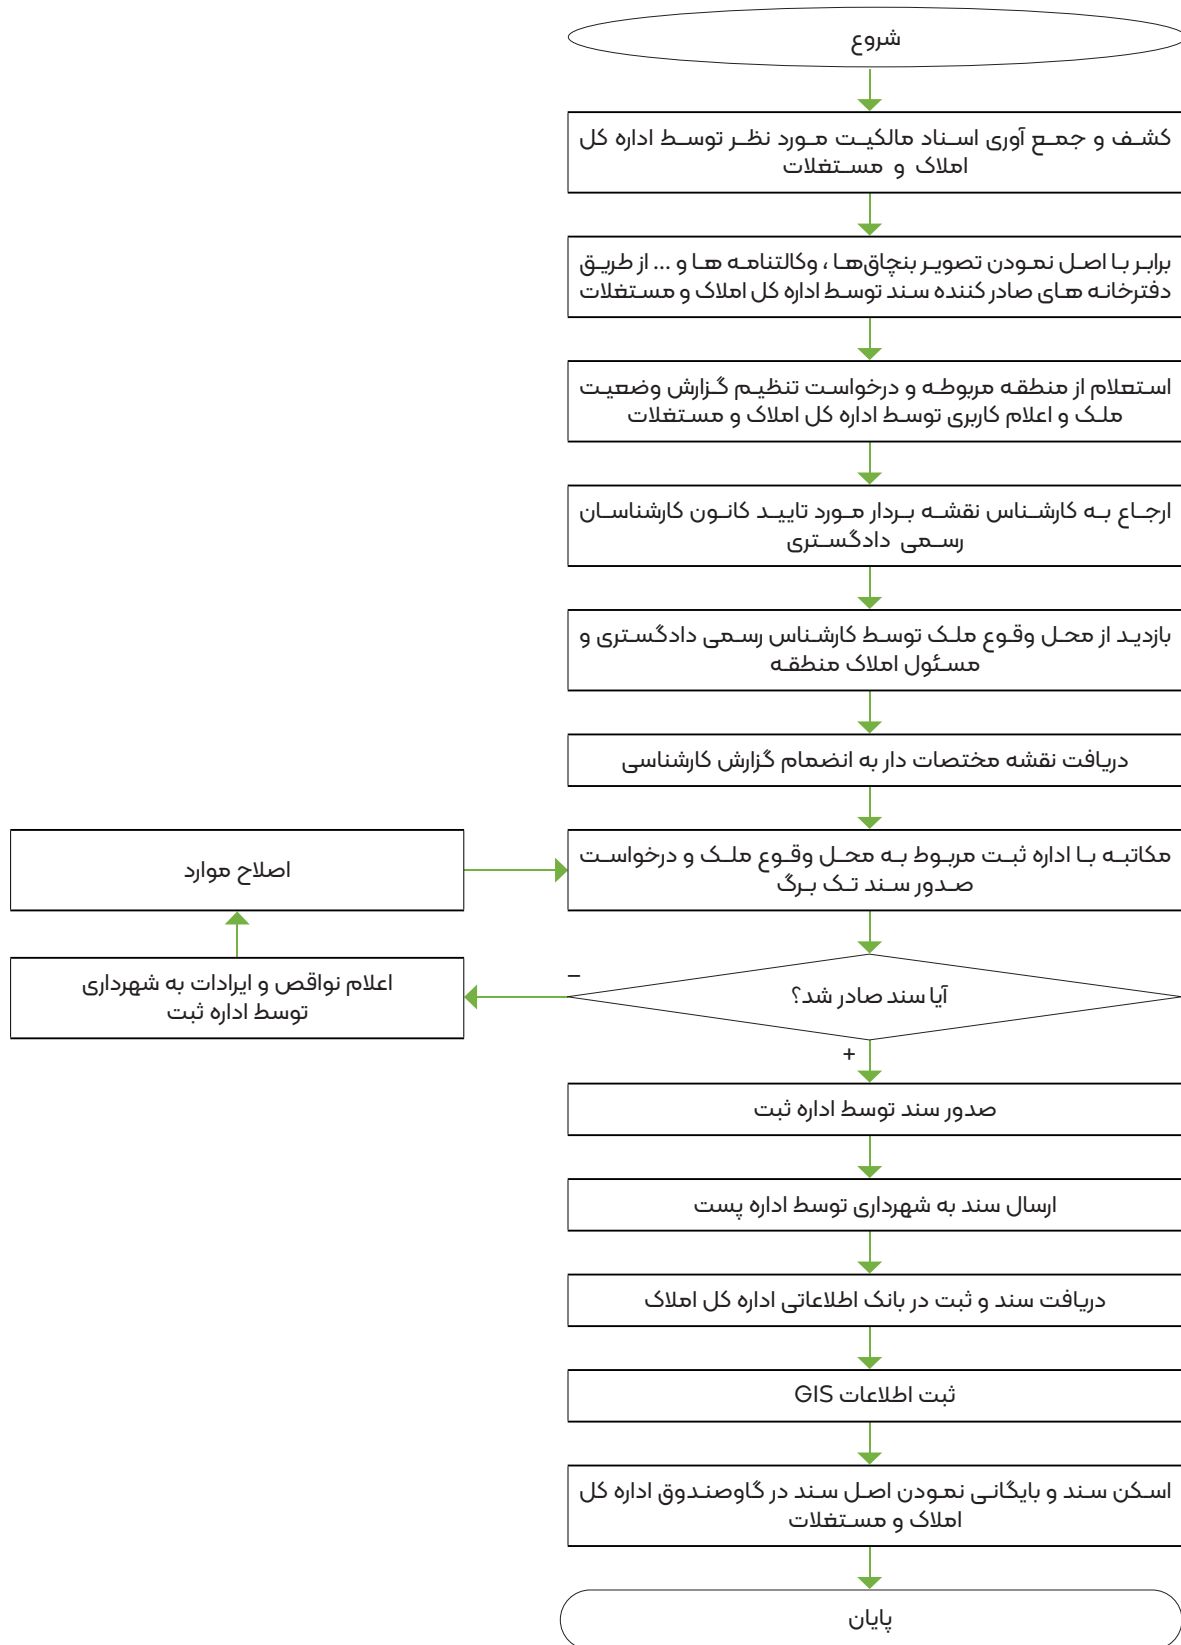 شروع
کشف و جمع آوری اسناد مالکیت مورد نظر توسط اداره کل
املاک و مستغلات
برابر با اصل نمودن تصویر بنچاق‌ها ، وکالتنامه ها و ... از طریق
دفترخانه های صادر کننده سند توسط اداره کل املاک و مستغلات
استعلام از منطقه مربوطه و درخواست تنظیم گزارش وضعیت
ملک و اعلام کاربری توسط اداره کل املاک و مستغلات
ارجاع به کارشناس نقشه بردار مورد تایید کانون کارشناسان
رسمی دادگستری
بازدید از محل وقوع ملک توسط کارشناس رسمی دادگستری و
مسئول املاک منطقه
دریافت نقشه مختصات دار به انضمام گزارش کارشناسی
مکاتبه با اداره ثبت مربوط به محل وقوع ملک و درخواست
صدور سند تک برگ
اصلاح موارد
آیا سند صادر شد؟
–
اعلام نواقص و ایرادات به شهرداری
توسط اداره ثبت
+
صدور سند توسط اداره ثبت
ارسال سند به شهرداری توسط اداره پست
دریافت سند و ثبت در بانک اطلاعاتی اداره کل املاک
ثبت اطلاعات GIS
اسکن سند و بایگانی نمودن اصل سند در گاوصندوق اداره کل
املاک و مستغلات
پایان